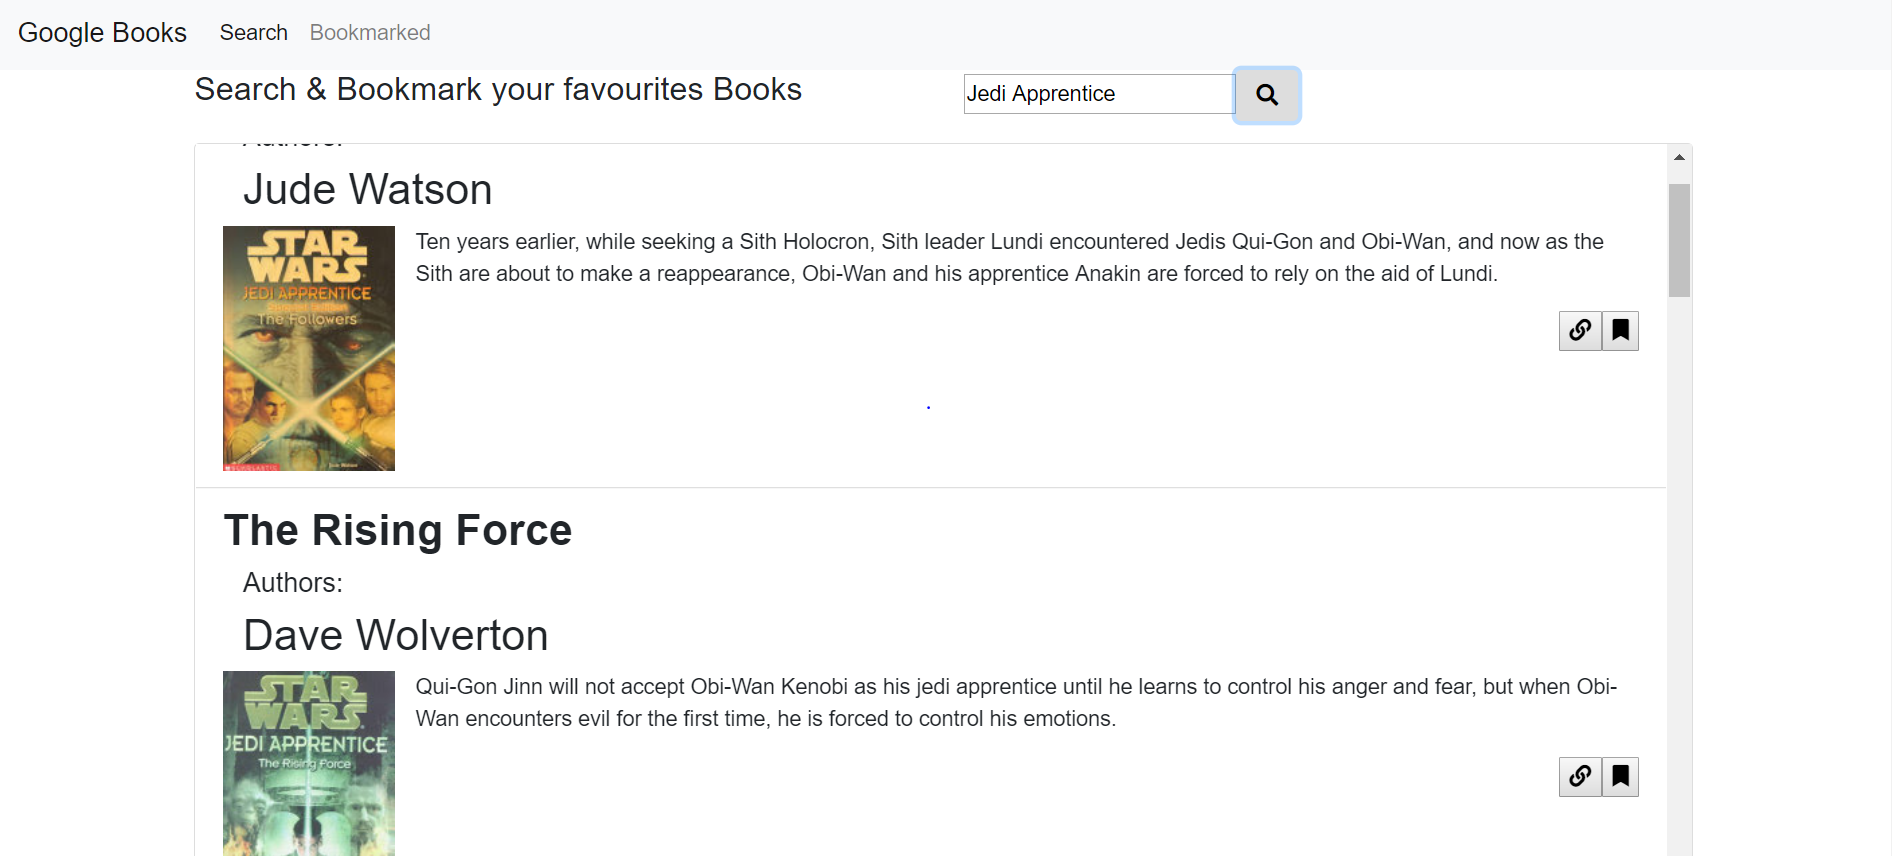 Google Books Search Bookmarked
Search & Bookmark your favourites Books
Jedi Apprentice
Authors:
Jude Watson
STAR
WARS
JEDI APPRENTICE
The Followers
Ten years earlier, while seeking a Sith Holocron, Sith leader Lundi encountered Jedis Qui-Gon and Obi-Wan, and now as the
Sith are about to make a reappearance, Obi-Wan and his apprentice Anakin are forced to rely on the aid of Lundi.
SCHOLASTIC
Jude Watson
The Rising Force
Authors:
Dave Wolverton
STAR
WARS
JEDI APPRENTICE
The Rising Force
Qui-Gon Jinn will not accept Obi-Wan Kenobi as his jedi apprentice until he learns to control his anger and fear, but when Obi-
Wan encounters evil for the first time, he is forced to control his emotions.